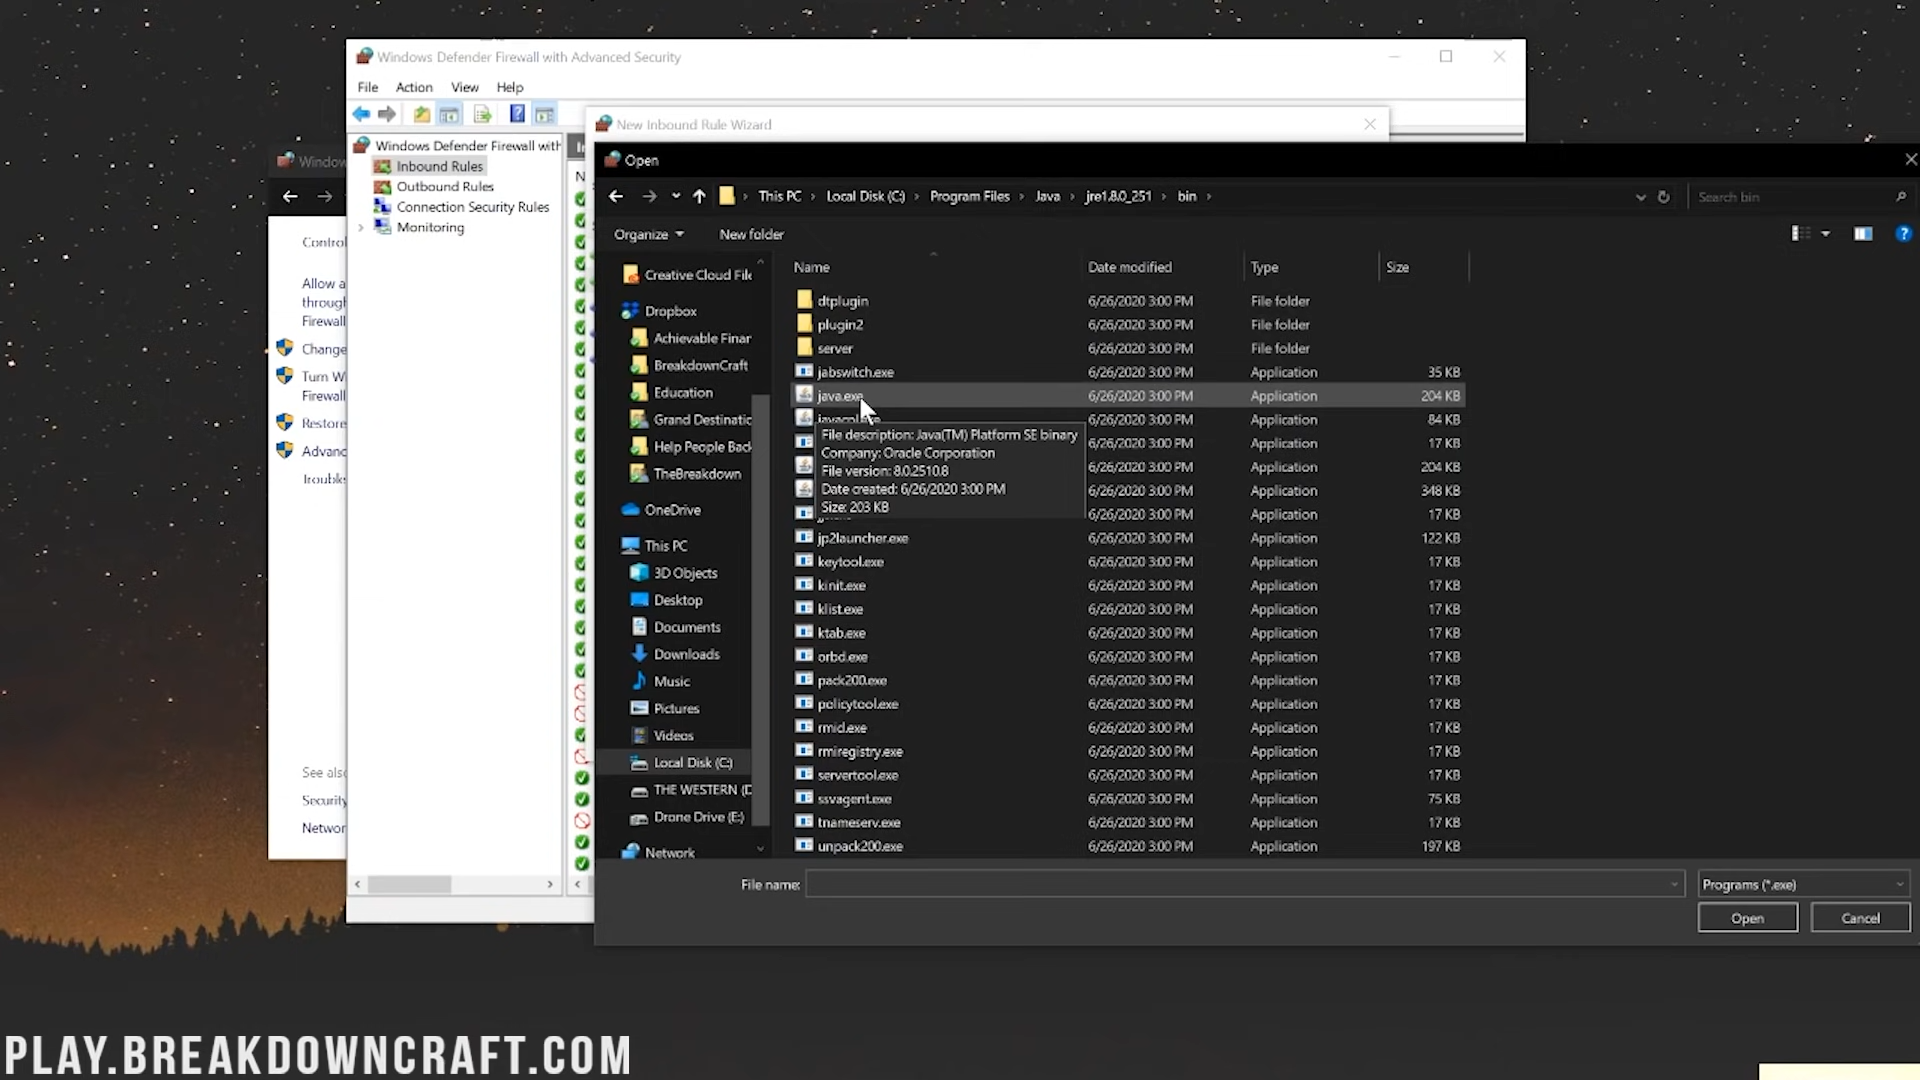 Windows Defender Firewall with Advanced Security
File Action View Help
New Inbound Rule Wizard
Windows Defender Firewall with
Inbound Rules
Outbound Rules
Connection Security Rules
Monitoring
Window
Control
Allow a
through
Firewall
Change
Turn W
Firewall
Restore
Advanc
Trouble
See also
Security
Networ
Open
This PC Local Disk (C:) Program Files Java jre1.8.0_251 bin
Search bin
Organize New folder
Creative Cloud File
Dropbox
Achievable Finar
BreakdownCraft
Education
Grand Destinatic
Help People Back
TheBreakdown
OneDrive
This PC
3D Objects
Desktop
Documents
Downloads
Music
Pictures
Videos
Local Disk (C:)
THE WESTERN (D
Drone Drive (E:)
Network
Name Date modified Type Size
dtplugin 6/26/2020 3:00 PM File folder
plugin2 6/26/2020 3:00 PM File folder
server 6/26/2020 3:00 PM File folder
jabswitch.exe 6/26/2020 3:00 PM Application 35 KB
java.exe 6/26/2020 3:00 PM Application 204 KB
6/26/2020 3:00 PM Application 84 KB
6/26/2020 3:00 PM Application 17 KB
6/26/2020 3:00 PM Application 204 KB
6/26/2020 3:00 PM Application 348 KB
6/26/2020 3:00 PM Application 17 KB
File description: Java(TM) Platform SE binary
Company: Oracle Corporation
File version: 8.0.2510.8
Date created: 6/26/2020 3:00 PM
Size: 203 KB
jp2launcher.exe 6/26/2020 3:00 PM Application 122 KB
keytool.exe 6/26/2020 3:00 PM Application 17 KB
kinit.exe 6/26/2020 3:00 PM Application 17 KB
klist.exe 6/26/2020 3:00 PM Application 17 KB
ktab.exe 6/26/2020 3:00 PM Application 17 KB
orbd.exe 6/26/2020 3:00 PM Application 17 KB
pack200.exe 6/26/2020 3:00 PM Application 17 KB
policytool.exe 6/26/2020 3:00 PM Application 17 KB
rmid.exe 6/26/2020 3:00 PM Application 17 KB
rmiregistry.exe 6/26/2020 3:00 PM Application 17 KB
servertool.exe 6/26/2020 3:00 PM Application 17 KB
ssvagent.exe 6/26/2020 3:00 PM Application 75 KB
tnameserv.exe 6/26/2020 3:00 PM Application 17 KB
unpack200.exe 6/26/2020 3:00 PM Application 197 KB
File name: Programs (*.exe)
Open Cancel
PLAY.BREAKDOWNCRAFT.COM